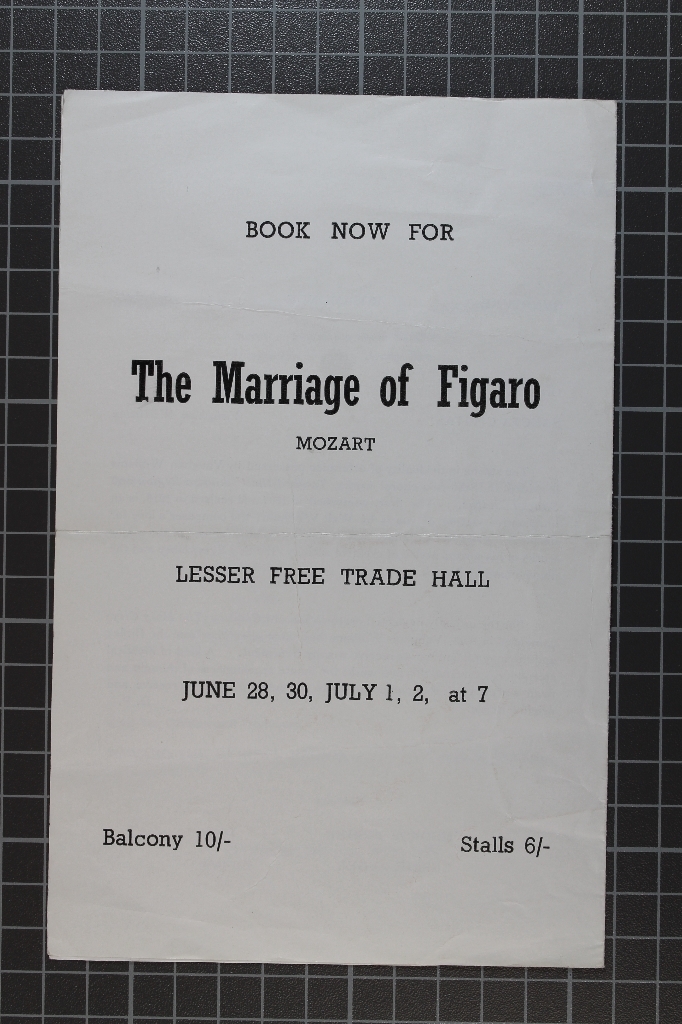 BOOK NOW FOR
The Marriage of Figaro
MOZART
LESSER FREE TRADE HALL
JUNE 28, 30, JULY 1, 2, at 7
Balcony 10/-
Stalls 6/-